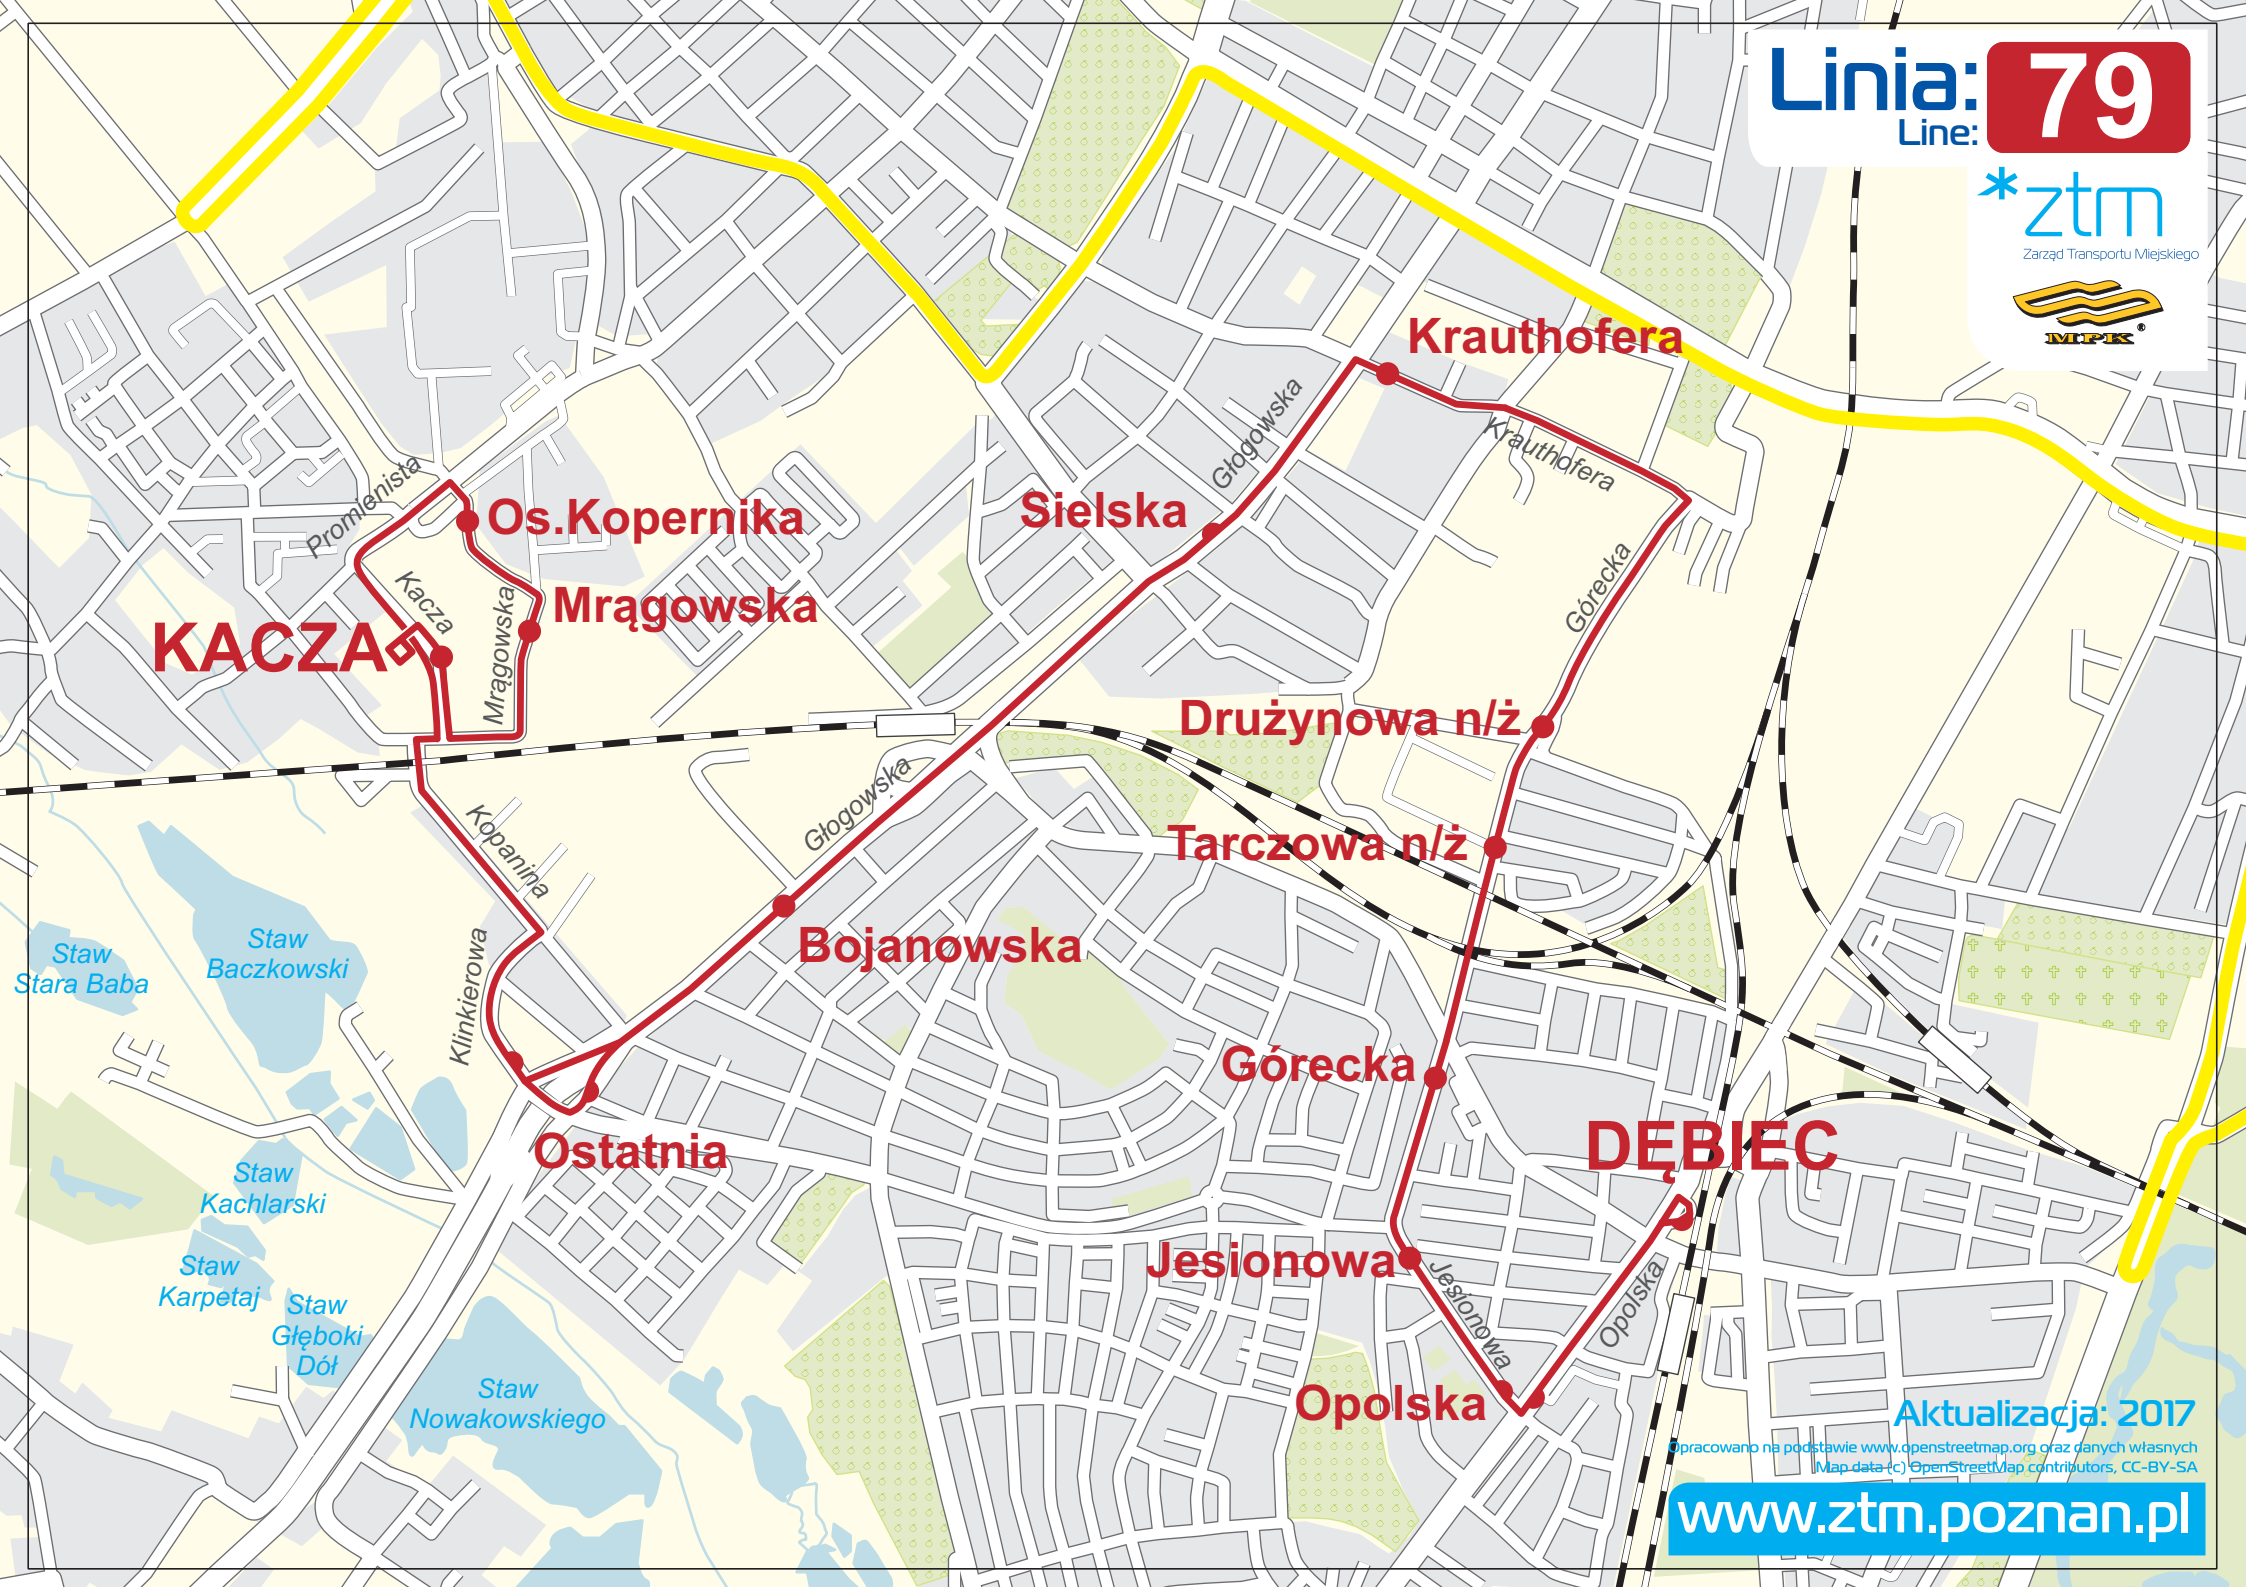 Linia: 79
Line:
ztm
Zarząd Transportu Miejskiego
MPK ®
Krauthofera
Głogowska
Krauthofera
Promienista
Os.Kopernika
Sielska
Kacza
Mrągowska
Mrągowska
Górecka
KACZA
Drużynowa n/ż
Głogowska
Kopanina
Tarczowa n/ż
Bojanowska
Klinkierowa
Staw
Stara Baba
Staw
Baczkowski
Górecka
Ostatnia
DĘBIEC
Staw
Kachlarski
Jesionowa
Jesionowa
Opolska
Staw
Karpetaj
Staw
Głęboki
Dół
Staw
Nowakowskiego
Opolska
Aktualizacja: 2017
Opracowano na podstawie www.openstreetmap.org oraz danych własnych
Map data (c) OpenStreetMap contributors, CC-BY-SA
www.ztm.poznan.pl